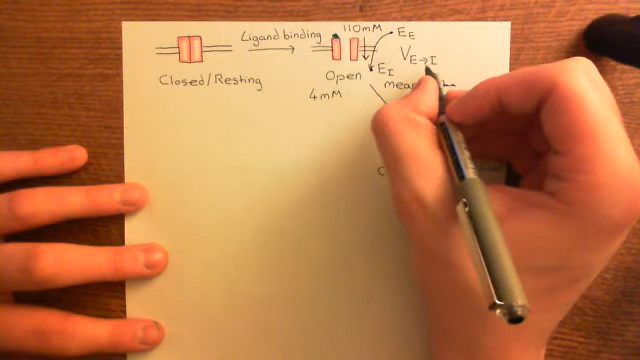 Ligand binding
110mM
E_E
V_E→I
Closed/Resting
Open
E_I
4mM